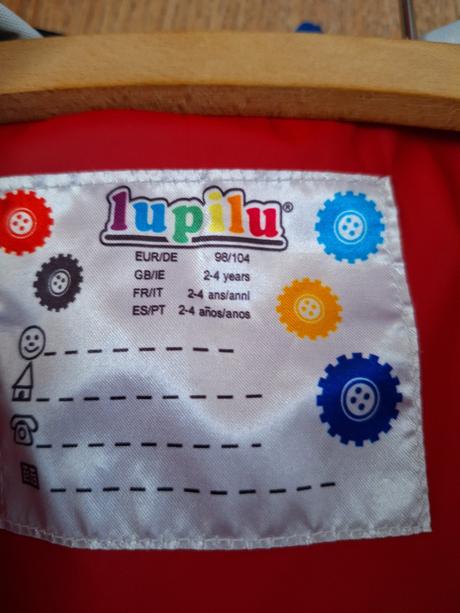 lupilu®
EUR/DE 98/104
GB/IE 2-4 years
FR/IT 2-4 ans/anni
ES/PT 2-4 años/anos